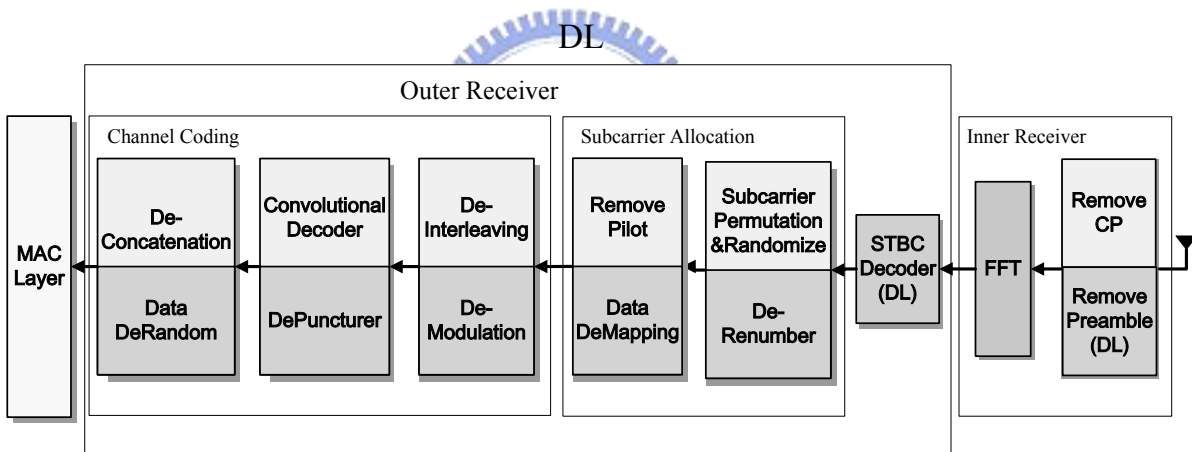 DL
Outer Receiver
Channel Coding
Subcarrier Allocation
Inner Receiver
MAC
Layer
De-
Concatenation
Data
DeRandom
Convolutional
Decoder
DePuncturer
De-
Interleaving
De-
Modulation
Remove
Pilot
Data
DeMapping
Subcarrier
Permutation
&Randomize
De-
Renumber
STBC
Decoder
(DL)
FFT
Remove
CP
Remove
Preamble
(DL)